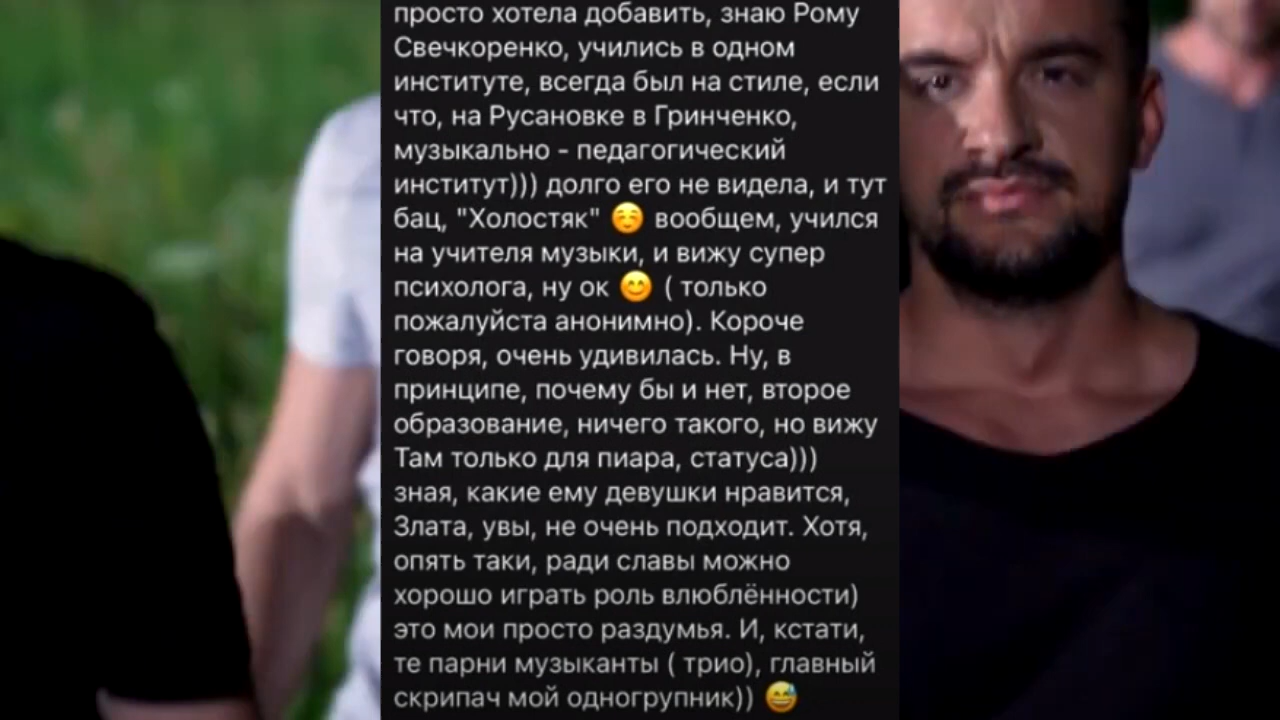 просто хотела добавить, знаю Рому
Свечкоренко, учились в одном
институте, всегда был на стиле, если
что, на Русановке в Гринченко,
музыкально - педагогический
институт))) долго его не видела, и тут
бац, "Холостяк" ☺️ вообщем, учился
на учителя музыки, и вижу супер
психолога, ну ок 😊 ( только
пожалуйста анонимно). Короче
говоря, очень удивилась. Ну, в
принципе, почему бы и нет, второе
образование, ничего такого, но вижу
Там только для пиара, статуса)))
зная, какие ему девушки нравится,
Злата, увы, не очень подходит. Хотя,
опять таки, ради славы можно
хорошо играть роль влюблённости)
это мои просто раздумья. И, кстати,
те парни музыканты ( трио), главный
скрипач мой одногрупник)) 😅